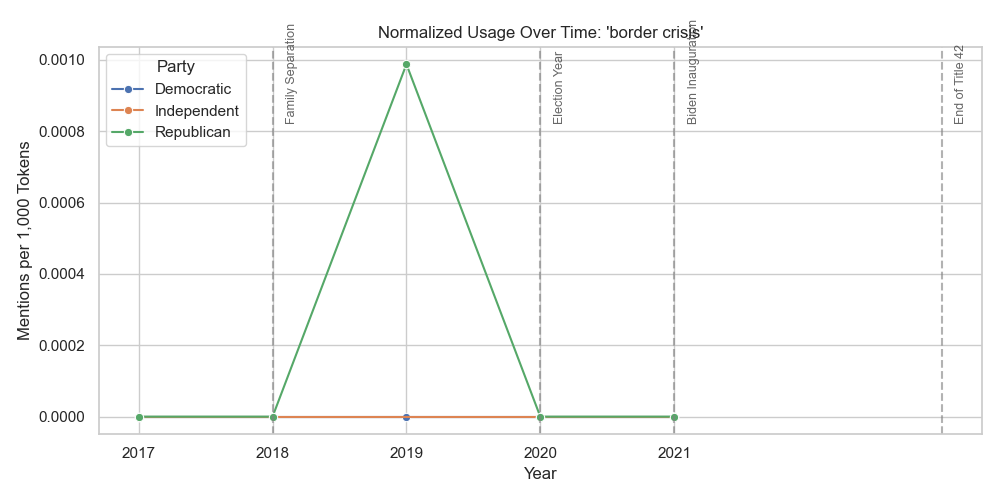 Normalized Usage Over Time: 'border crisis'
Party
Democratic
Independent
Republican
Family Separation
Election Year
Biden Inauguration
End of Title 42
Mentions per 1,000 Tokens
0.0010
0.0008
0.0006
0.0004
0.0002
0.0000
2017
2018
2019
2020
2021
Year